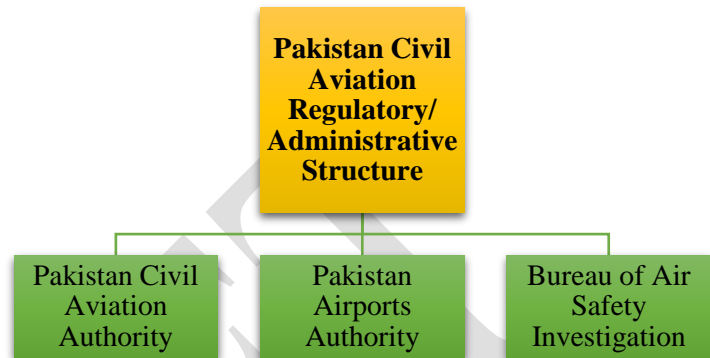 Pakistan Civil
Aviation
Regulatory/
Administrative
Structure
Pakistan Civil
Aviation
Authority
Pakistan
Airports
Authority
Bureau of Air
Safety
Investigation